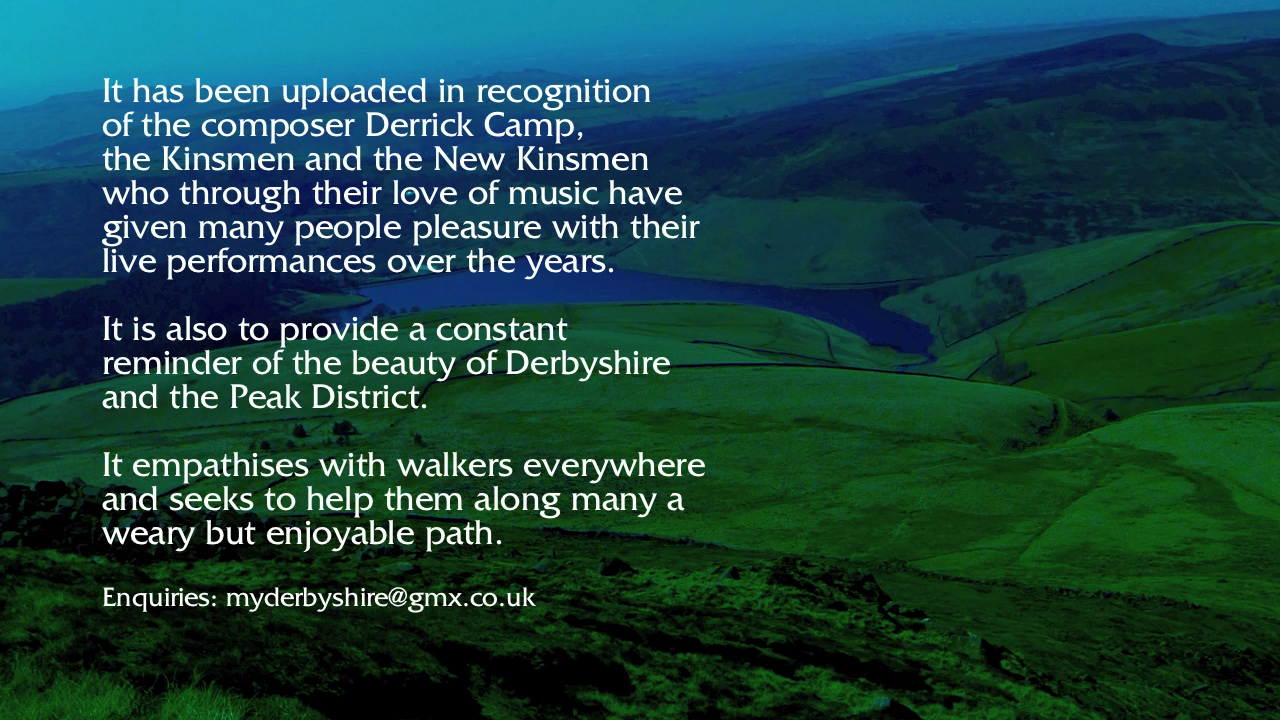 It has been uploaded in recognition
of the composer Derrick Camp,
the Kinsmen and the New Kinsmen
who through their love of music have
given many people pleasure with their
live performances over the years.
It is also to provide a constant
reminder of the beauty of Derbyshire
and the Peak District.
It empathises with walkers everywhere
and seeks to help them along many a
weary but enjoyable path.
Enquiries: myderbyshire@gmx.co.uk